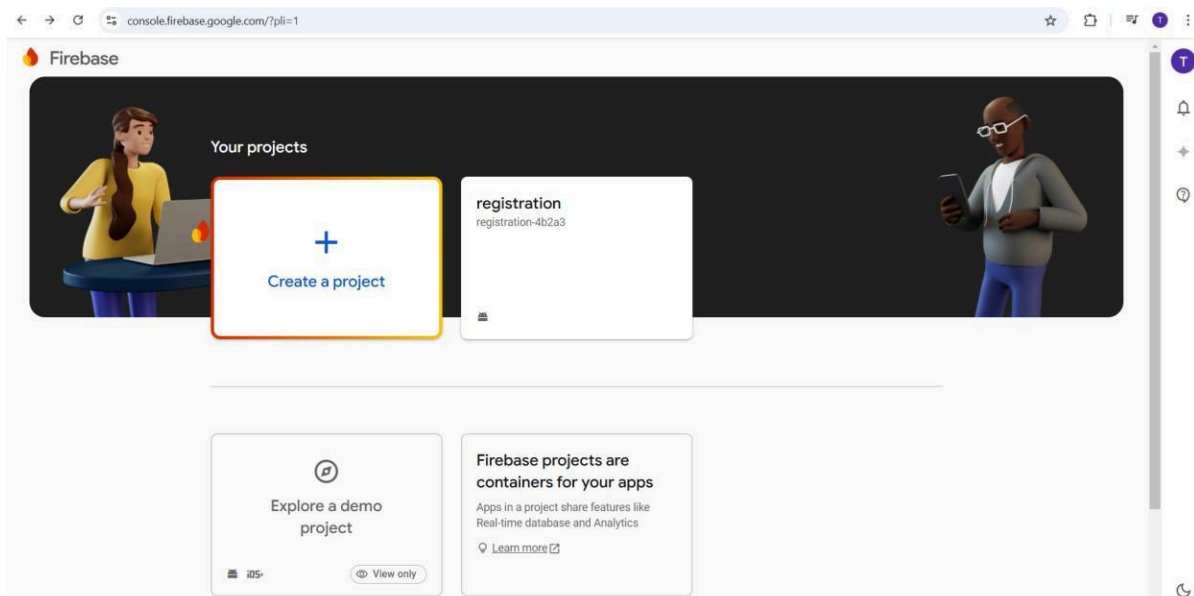 console.firebase.google.com/?pli=1
T
Firebase
T
Your projects
Create a project
registration
registration-4b2a3
Explore a demo
project
iOS+
View only
Firebase projects are
containers for your apps
Apps in a project share features like
Real-time database and Analytics
Learn more